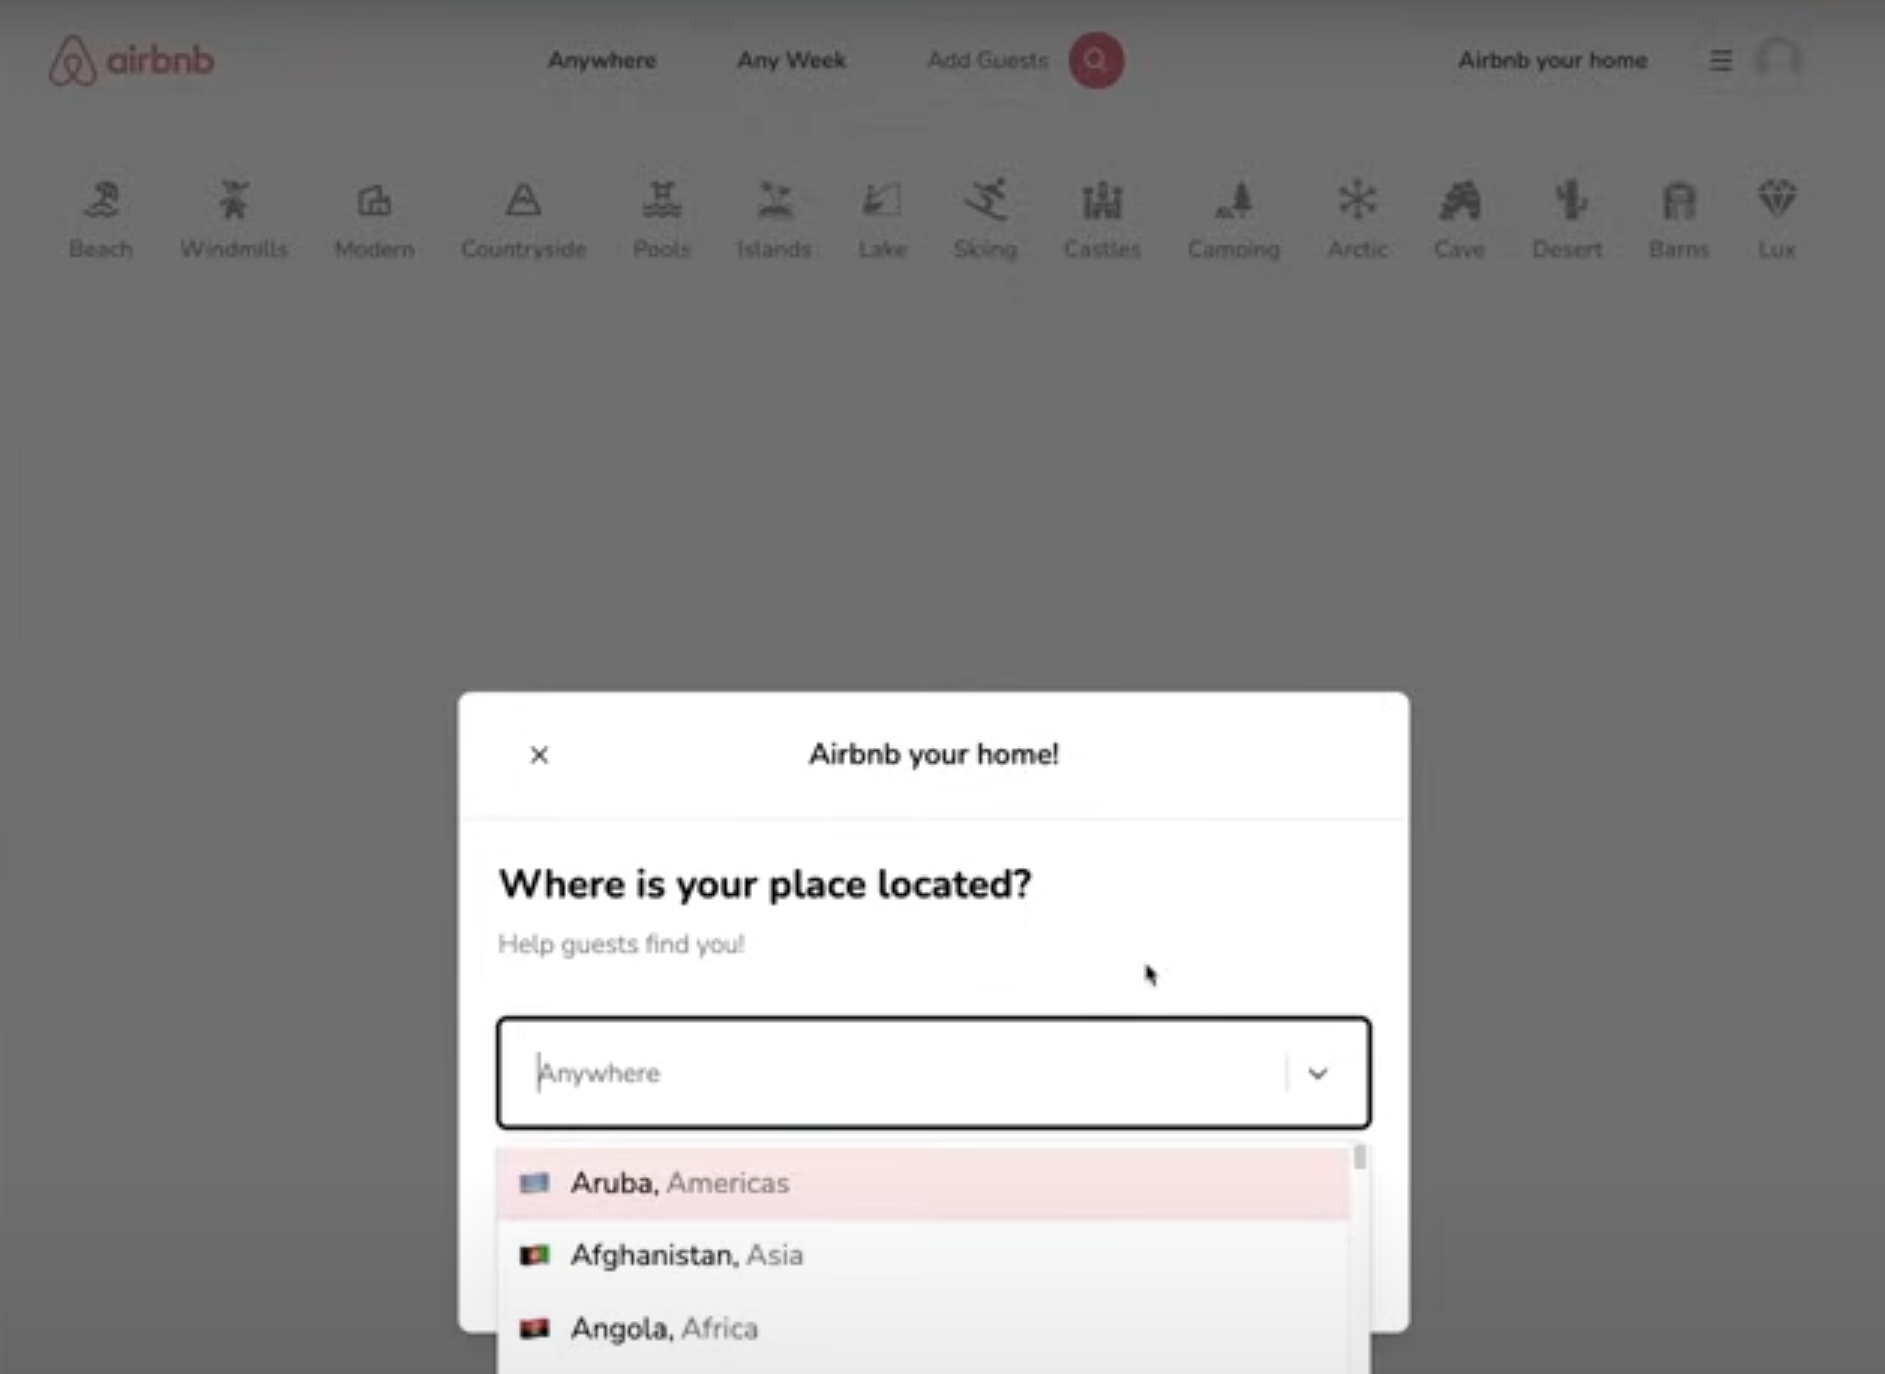 airbnb
Anywhere Any Week Add Guests
Airbnb your home
Beach Windmills Modern Countryside Pools Islands Lake Skiing Castles Camping Arctic Cave Desert Barns Lux
Airbnb your home!
Where is your place located?
Help guests find you!
Anywhere
Aruba, Americas
Afghanistan, Asia
Angola, Africa